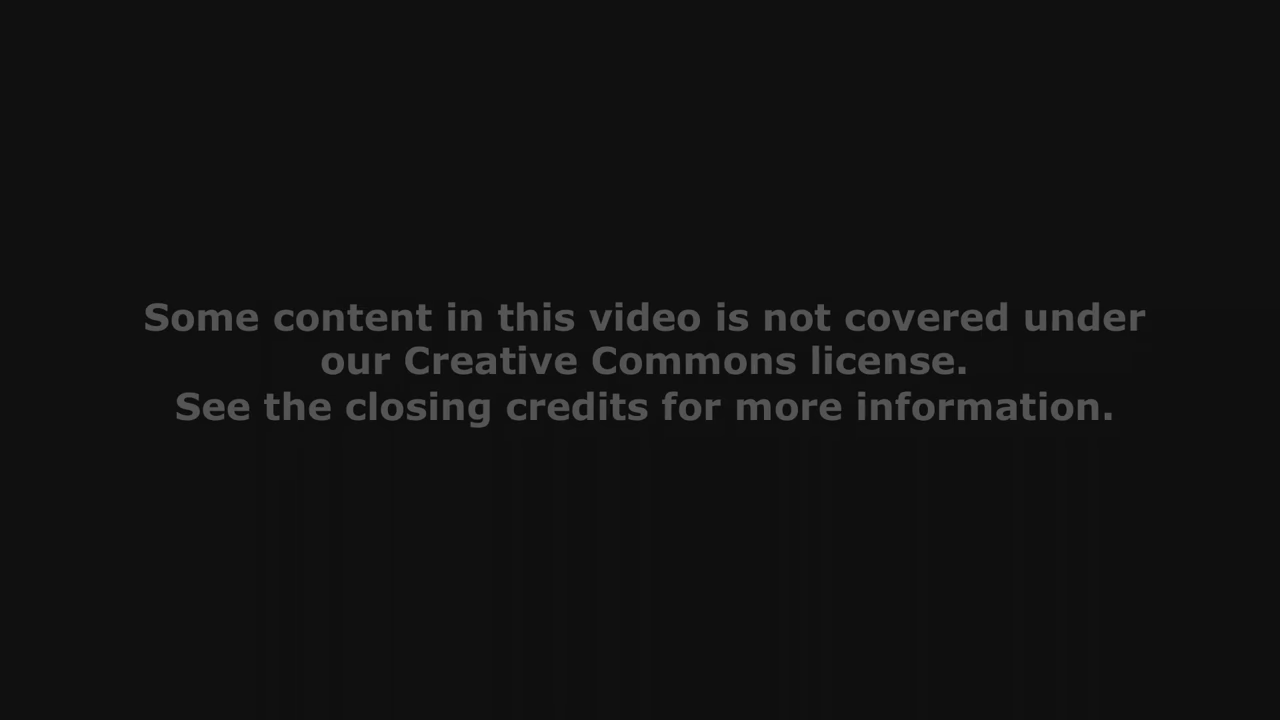 Some content in this video is not covered under
our Creative Commons license.
See the closing credits for more information.